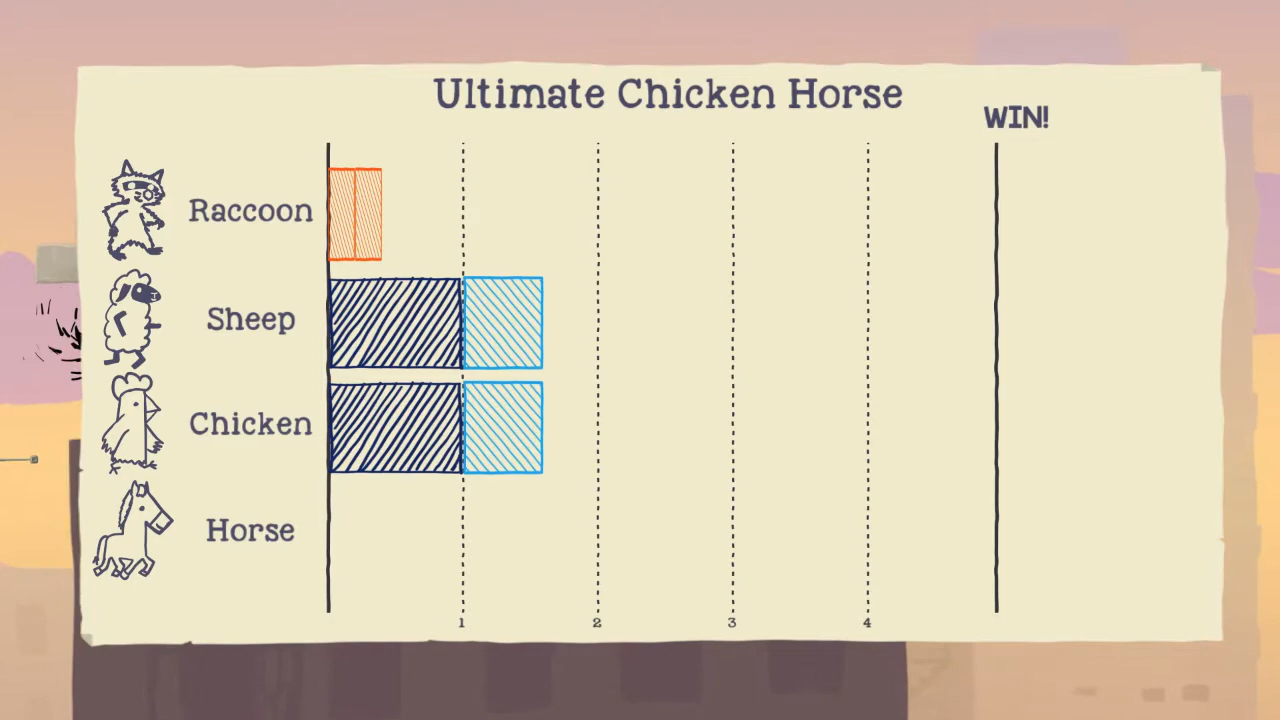 Ultimate Chicken Horse
WIN!
Raccoon
Sheep
Chicken
Horse
1 2 3 4